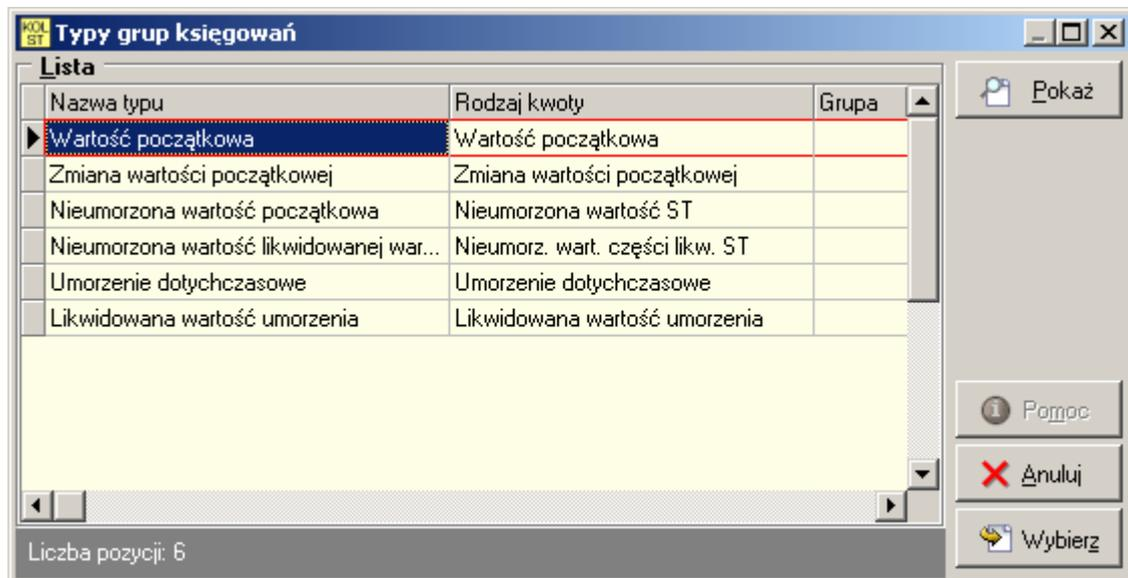 KOL ST Typy grup księgowań
Lista
Pokaż
Nazwa typu Rodzaj kwoty Grupa
Wartość początkowa Wartość początkowa
Zmiana wartości początkowej Zmiana wartości początkowej
Nieumorzona wartość początkowa Nieumorzona wartość ST
Nieumorzona wartość likwidowanej war... Nieumorz. wart. części likw. ST
Umorzenie dotychczasowe Umorzenie dotychczasowe
Likwidowana wartość umorzenia Likwidowana wartość umorzenia
Pomoc
Anuluj
Wybierz
Liczba pozycji: 6